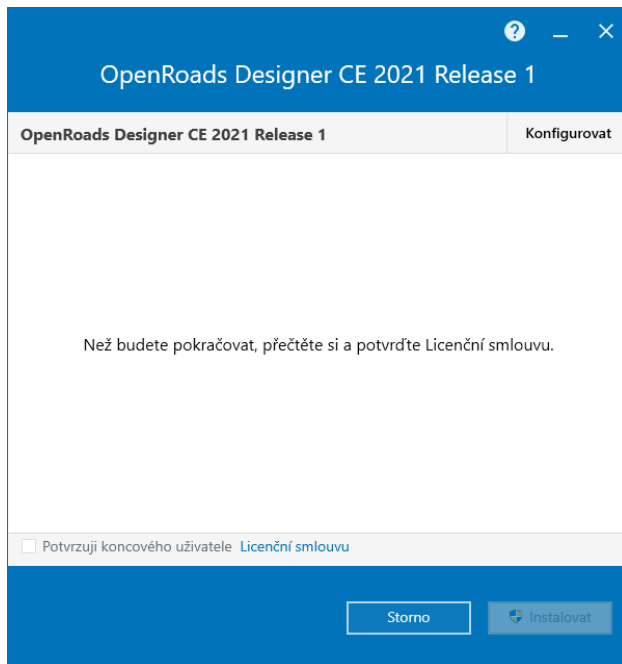 OpenRoads Designer CE 2021 Release 1
OpenRoads Designer CE 2021 Release 1
Konfigurovat
Než budete pokračovat, přečtěte si a potvrďte Licenční smlouvu.
Potvrzuji koncového uživatele Licenční smlouvu
Storno
Instalovat